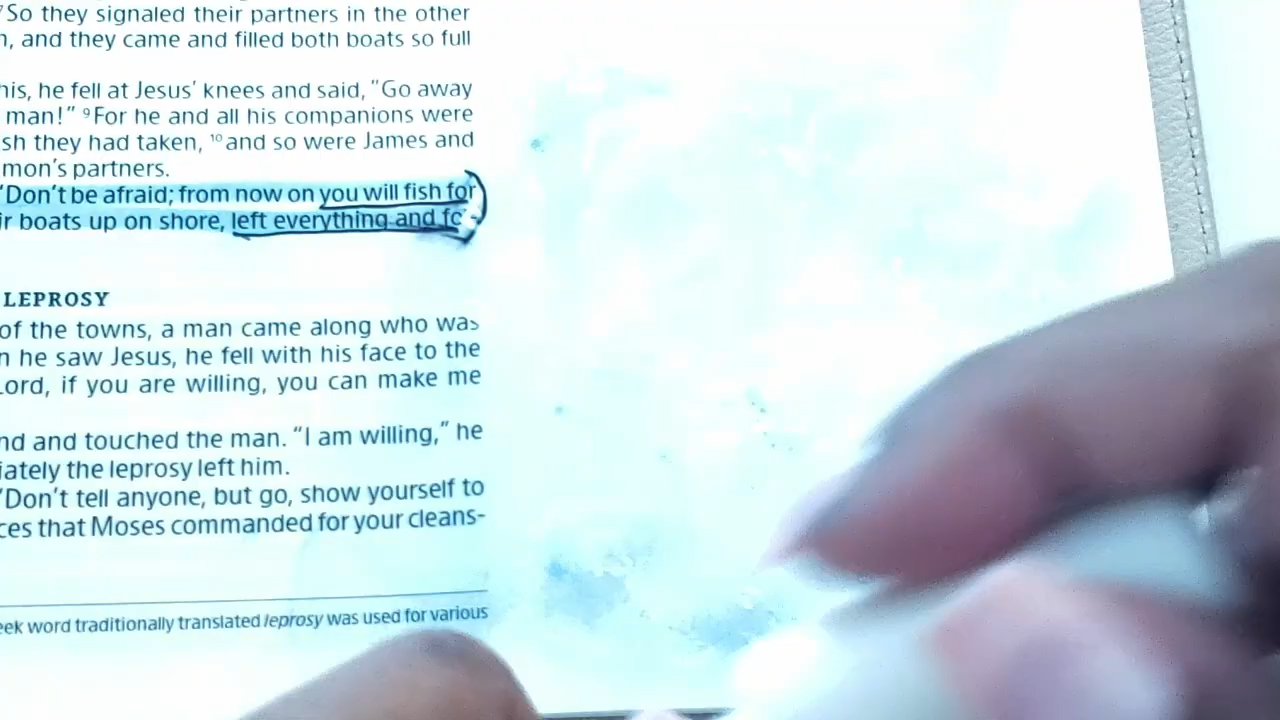 ⁷So they signaled their partners in the other
, and they came and filled both boats so full
his, he fell at Jesus' knees and said, "Go away
man!" ⁹For he and all his companions were
sh they had taken, ¹⁰and so were James and
mon's partners.
"Don't be afraid; from now on you will fish for
ir boats up on shore, left everything and fo
LEPROSY
of the towns, a man came along who was
n he saw Jesus, he fell with his face to the
Lord, if you are willing, you can make me
nd and touched the man. "I am willing," he
iately the leprosy left him.
"Don't tell anyone, but go, show yourself to
ces that Moses commanded for your cleans-
eek word traditionally translated leprosy was used for various